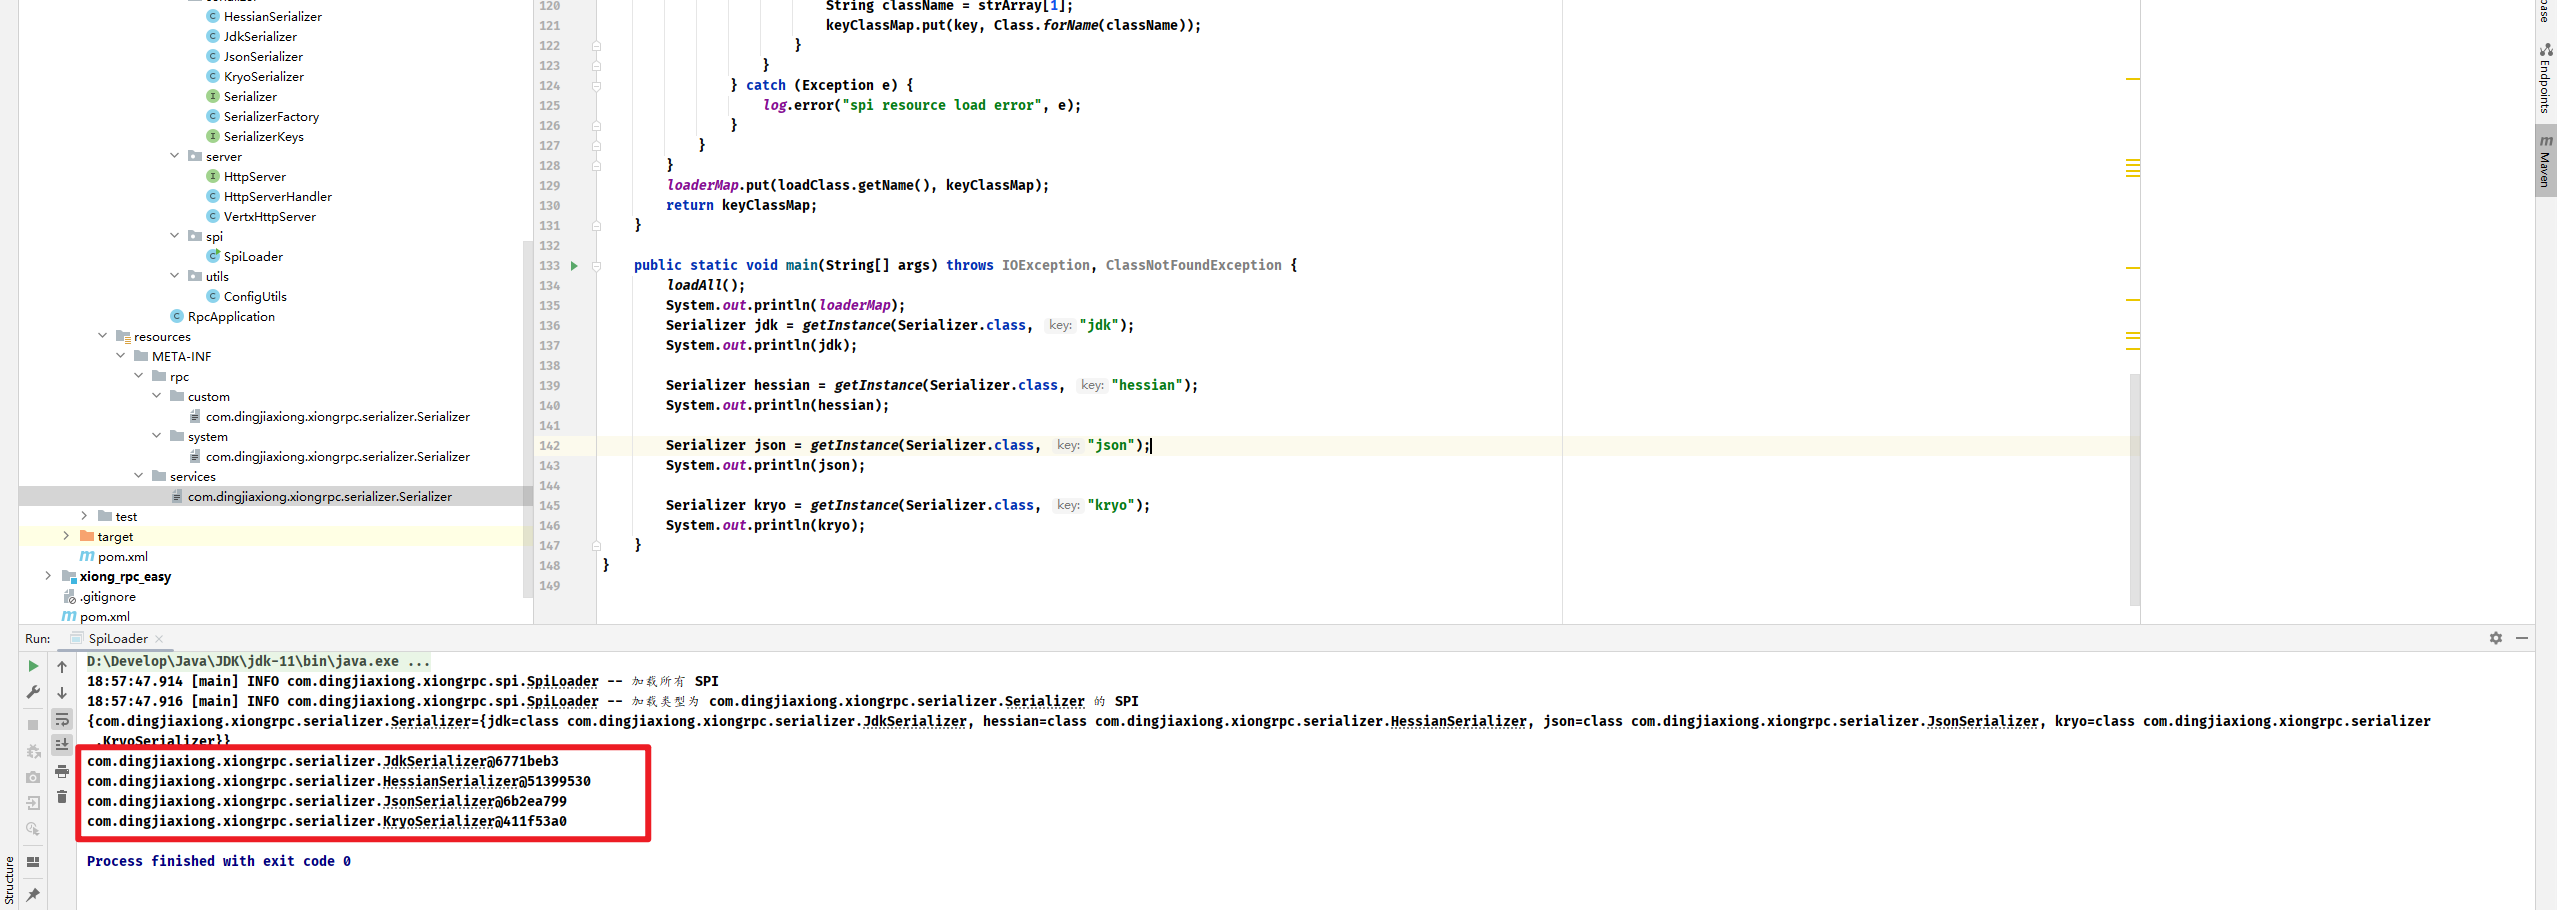 serializer
HessianSerializer
JdkSerializer
JsonSerializer
KryoSerializer
Serializer
SerializerFactory
SerializerKeys
server
HttpServer
HttpServerHandler
VertxHttpServer
spi
SpiLoader
utils
ConfigUtils
RpcApplication
resources
META-INF
rpc
custom
com.dingjiaxiong.xiongrpc.serializer.Serializer
system
com.dingjiaxiong.xiongrpc.serializer.Serializer
services
com.dingjiaxiong.xiongrpc.serializer.Serializer
test
target
pom.xml
xiong_rpc_easy
.gitignore
pom.xml
120 String className = strArray[1];
121 keyClassMap.put(key, Class.forName(className));
122 }
123 }
124 } catch (Exception e) {
125 log.error("spi resource load error", e);
126 }
127 }
128 }
129 loaderMap.put(loadClass.getName(), keyClassMap);
130 return keyClassMap;
131 }
132
133 public static void main(String[] args) throws IOException, ClassNotFoundException {
134 loadAll();
135 System.out.println(loaderMap);
136 Serializer jdk = getInstance(Serializer.class, key: "jdk");
137 System.out.println(jdk);
138
139 Serializer hessian = getInstance(Serializer.class, key: "hessian");
140 System.out.println(hessian);
141
142 Serializer json = getInstance(Serializer.class, key: "json");
143 System.out.println(json);
144
145 Serializer kryo = getInstance(Serializer.class, key: "kryo");
146 System.out.println(kryo);
147 }
148 }
149
Endpoints
m Maven
Run: SpiLoader
D:\Develop\Java\JDK\jdk-11\bin\java.exe ...
18:57:47.914 [main] INFO com.dingjiaxiong.xiongrpc.spi.SpiLoader -- 加载所有 SPI
18:57:47.916 [main] INFO com.dingjiaxiong.xiongrpc.spi.SpiLoader -- 加载类型为 com.dingjiaxiong.xiongrpc.serializer.Serializer 的 SPI
{com.dingjiaxiong.xiongrpc.serializer.Serializer={jdk=class com.dingjiaxiong.xiongrpc.serializer.JdkSerializer, hessian=class com.dingjiaxiong.xiongrpc.serializer.HessianSerializer, json=class com.dingjiaxiong.xiongrpc.serializer.JsonSerializer, kryo=class com.dingjiaxiong.xiongrpc.serializer
.KryoSerializer}}
com.dingjiaxiong.xiongrpc.serializer.JdkSerializer@6771beb3
com.dingjiaxiong.xiongrpc.serializer.HessianSerializer@51399530
com.dingjiaxiong.xiongrpc.serializer.JsonSerializer@6b2ea799
com.dingjiaxiong.xiongrpc.serializer.KryoSerializer@411f53a0
Process finished with exit code 0
Structure